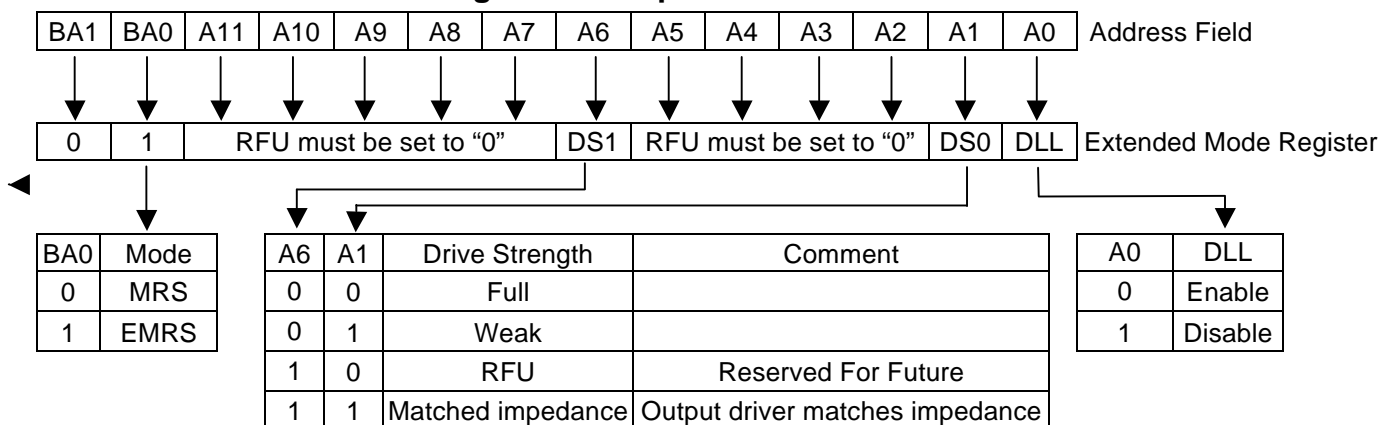 BA1 BA0 A11 A10 A9 A8 A7 A6 A5 A4 A3 A2 A1 A0 Address Field
0 1 RFU must be set to “0” DS1 RFU must be set to “0” DS0 DLL Extended Mode Register
BA0 Mode
0 MRS
1 EMRS
A6 A1 Drive Strength Comment
0 0 Full
0 1 Weak
1 0 RFU Reserved For Future
1 1 Matched impedance Output driver matches impedance
A0 DLL
0 Enable
1 Disable